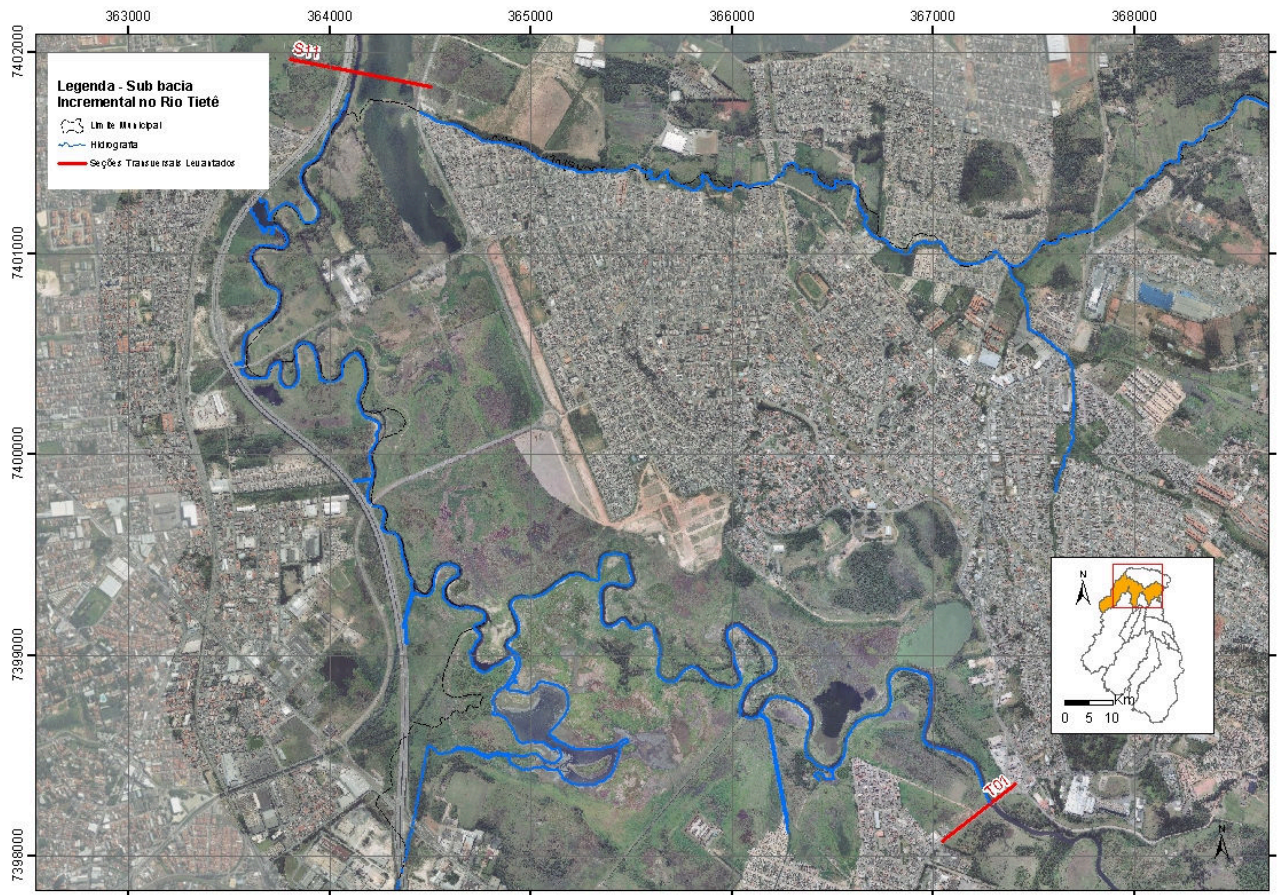 363000 364000 365000 366000 367000 368000
7402000
7401000
7400000
7399000
7398000
S11
Legenda - Sub bacia
Incremental no Rio Tietê
Limite Municipal
Hidrografia
Seções Transversais Levantados
T01
N
0 5 10 Km
N